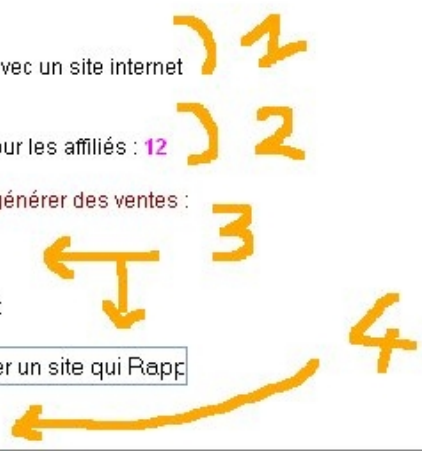 vec un site internet 1
ur les affiliés : 12 2
générer des ventes :
3
:
4
er un site qui Rapp